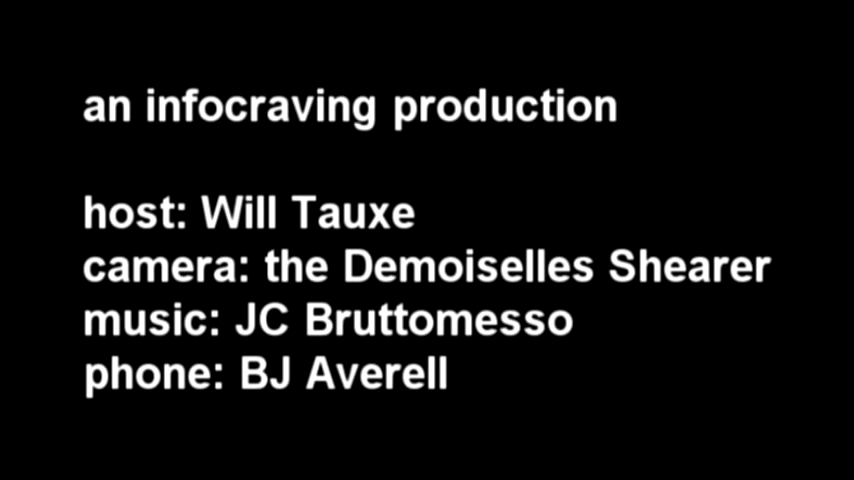 an infocraving production
host: Will Tauxe
camera: the Demoiselles Shearer
music: JC Bruttomesso
phone: BJ Averell